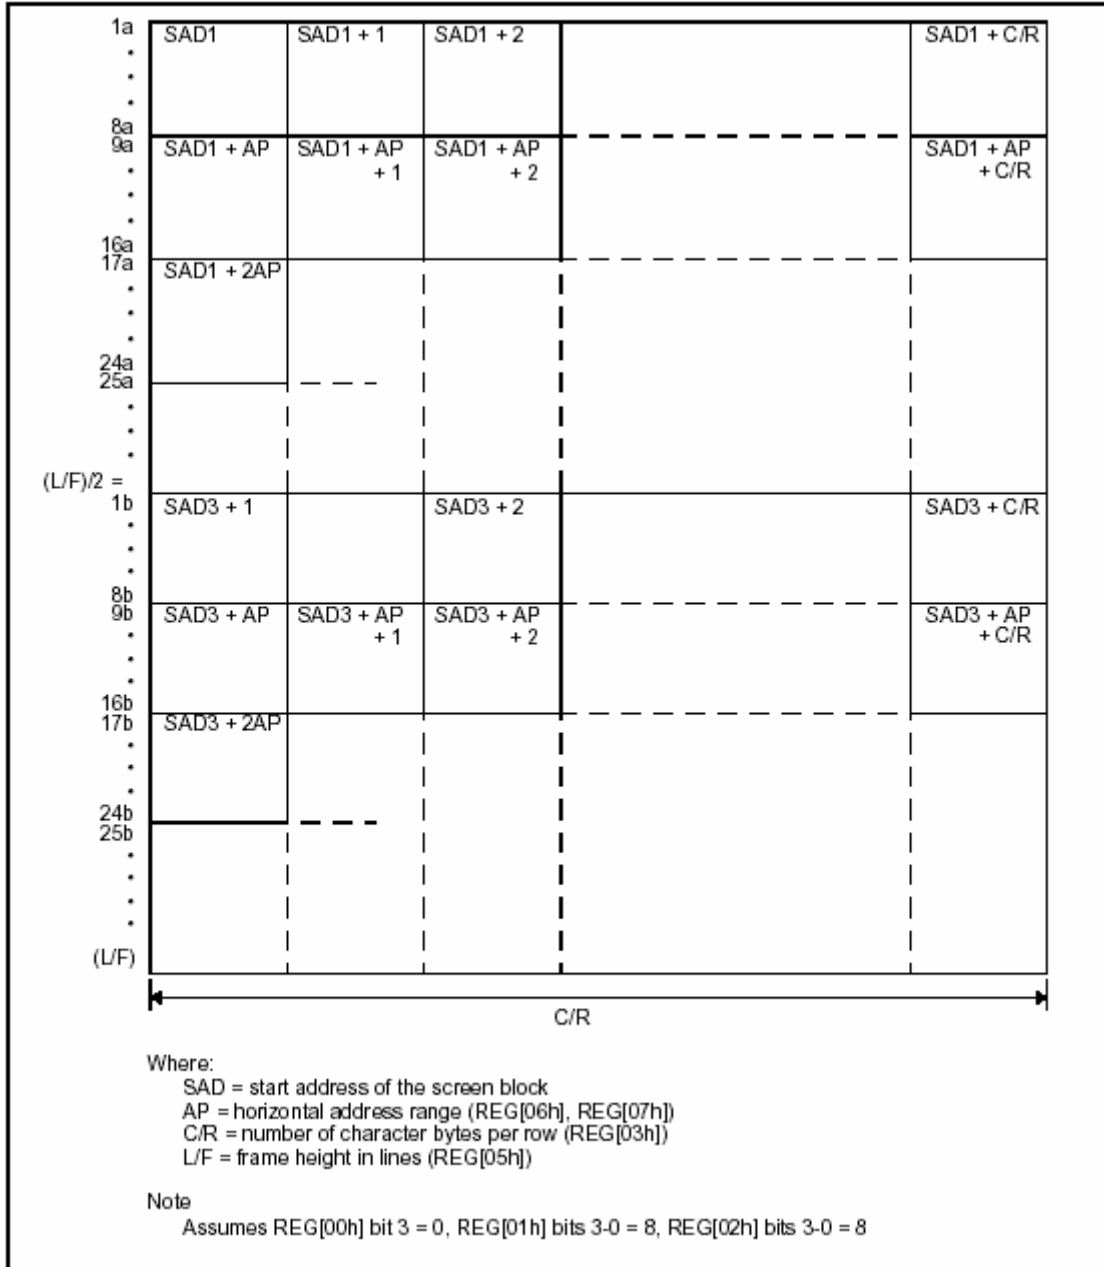 1a SAD1 SAD1 + 1 SAD1 + 2 SAD1 + C/R
8a
9a SAD1 + AP SAD1 + AP SAD1 + AP SAD1 + AP
+ 1 + 2 + C/R
16a
17a SAD1 + 2AP
24a
25a
(L/F)/2 =
1b SAD3 + 1 SAD3 + 2 SAD3 + C/R
8b
9b SAD3 + AP SAD3 + AP SAD3 + AP SAD3 + AP
+ 1 + 2 + C/R
16b
17b SAD3 + 2AP
24b
25b
(L/F)
C/R
Where:
SAD = start address of the screen block
AP = horizontal address range (REG[06h], REG[07h])
C/R = number of character bytes per row (REG[03h])
L/F = frame height in lines (REG[05h])
Note
Assumes REG[00h] bit 3 = 0, REG[01h] bits 3-0 = 8, REG[02h] bits 3-0 = 8